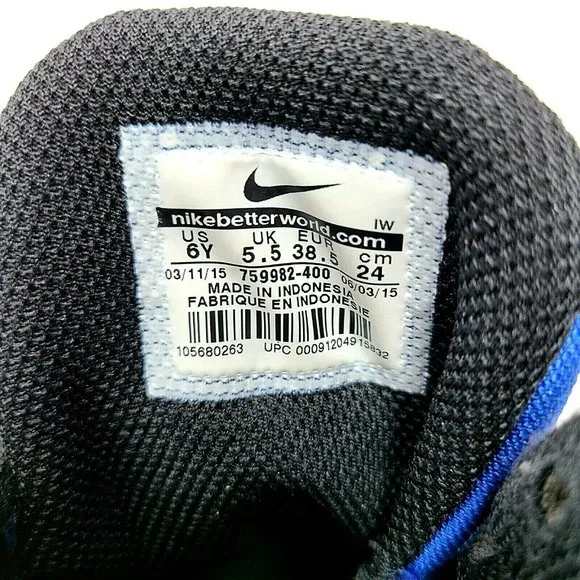 IW
nikebetterworld.com
US UK EUR cm
6Y 5.5 38.5 24
03/11/15 759982-400 06/03/15
MADE IN INDONESIA
FABRIQUE EN INDONESIE
105680263 UPC 00091204915832